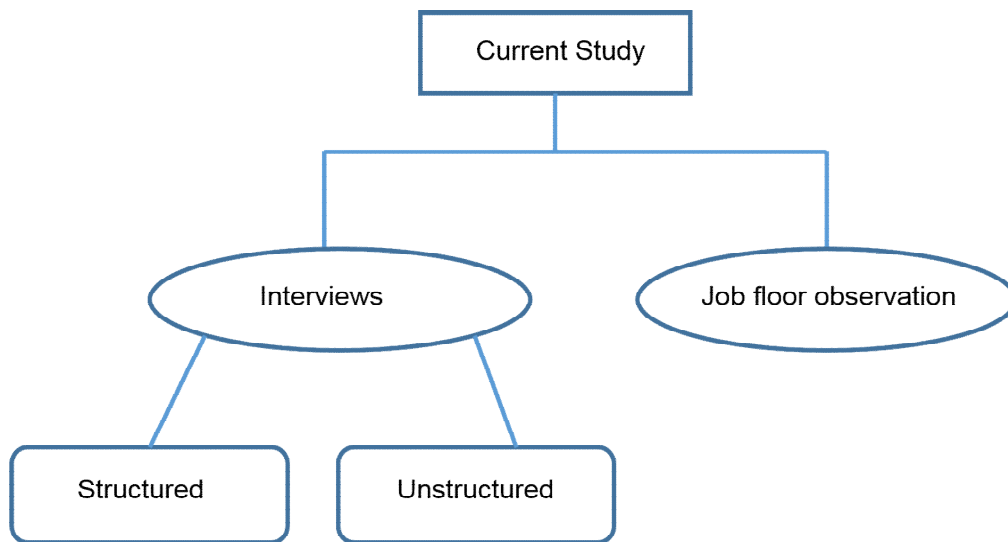 Current Study
Interviews
Job floor observation
Structured
Unstructured